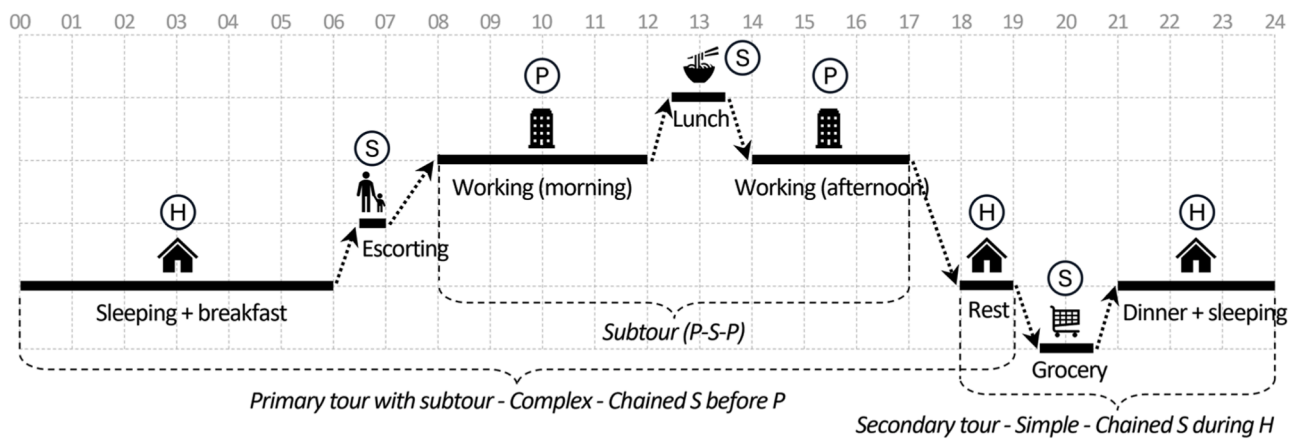 00 01 02 03 04 05 06 07 08 09 10 11 12 13 14 15 16 17 18 19 20 21 22 23 24
S
P
P
Lunch
S
Working (morning)
Working (afternoon)
H
H
H
Escorting
S
Sleeping + breakfast
Rest
Dinner + sleeping
Subtour (P-S-P)
Grocery
Primary tour with subtour - Complex - Chained S before P
Secondary tour - Simple - Chained S during H